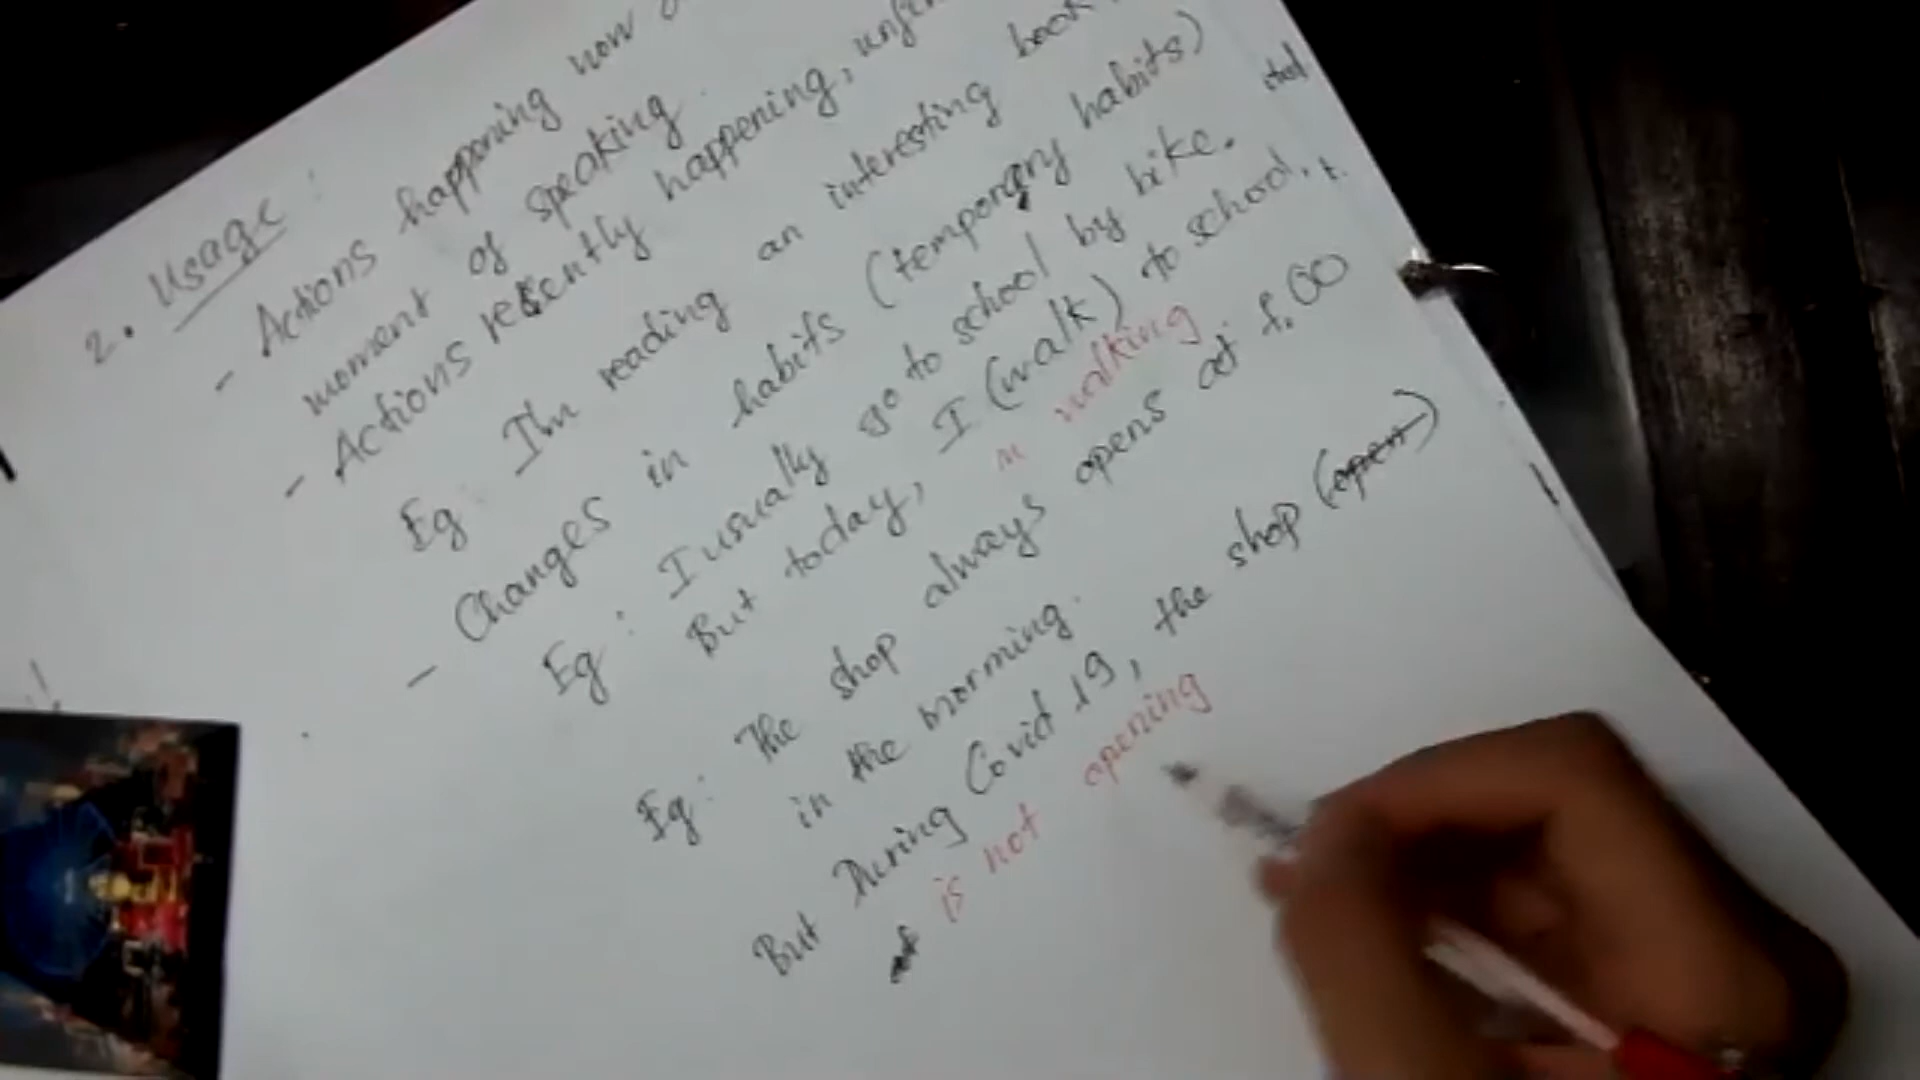 2. Usage:
- Actions happening now
moment of speaking.
- Actions recently happening,
Eg: I'm reading an interesting book
- Changes in habits (temporary habits)
Eg: I usually go to school by bike.
But today, I (walk) to school.
walking
Eg: The shop always opens at
in the morning.
But During Covid 19, the shop (open)
is not opening